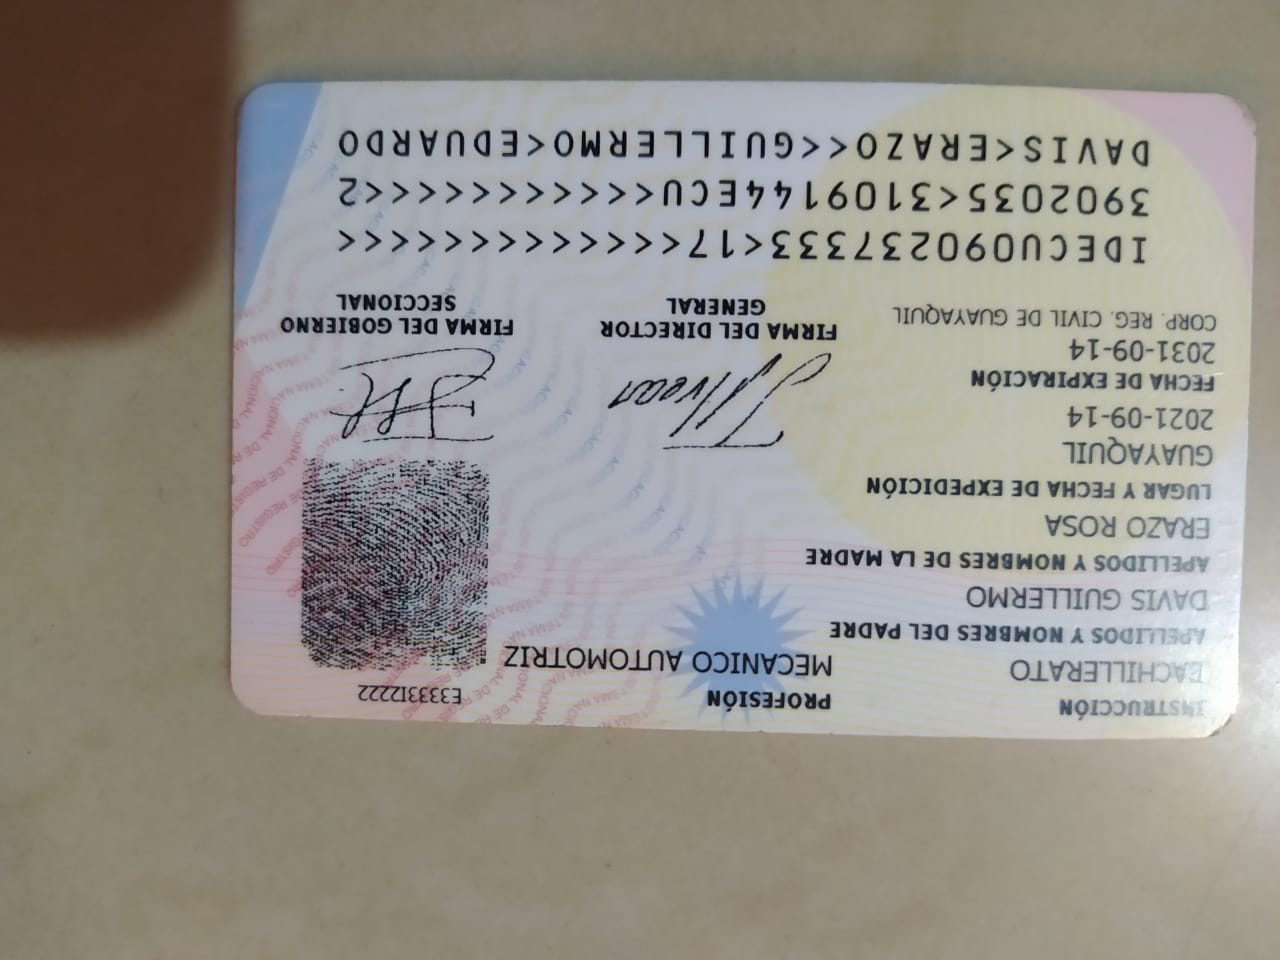 INSTRUCCIÓN
BACHILLERATO
PROFESIÓN
MECANICO AUTOMOTRIZ
E333312222
APELLIDOS Y NOMBRES DEL PADRE
DAVIS GUILLERMO
APELLIDOS Y NOMBRES DE LA MADRE
ERAZO ROSA
LUGAR Y FECHA DE EXPEDICIÓN
GUAYAQUIL
2021-09-14
FECHA DE EXPIRACIÓN
2031-09-14
CORP. REG. CIVIL DE GUAYAQUIL
FIRMA DEL DIRECTOR
GENERAL
FIRMA DEL GOBIERNO
SECCIONAL
IDECU0902373333<17<<<<<<<<<<<<
3902035<3109144ECU<<<<<<<<<<<2
DAVIS<ERAZO<<GUILLERMO<EDUARDO